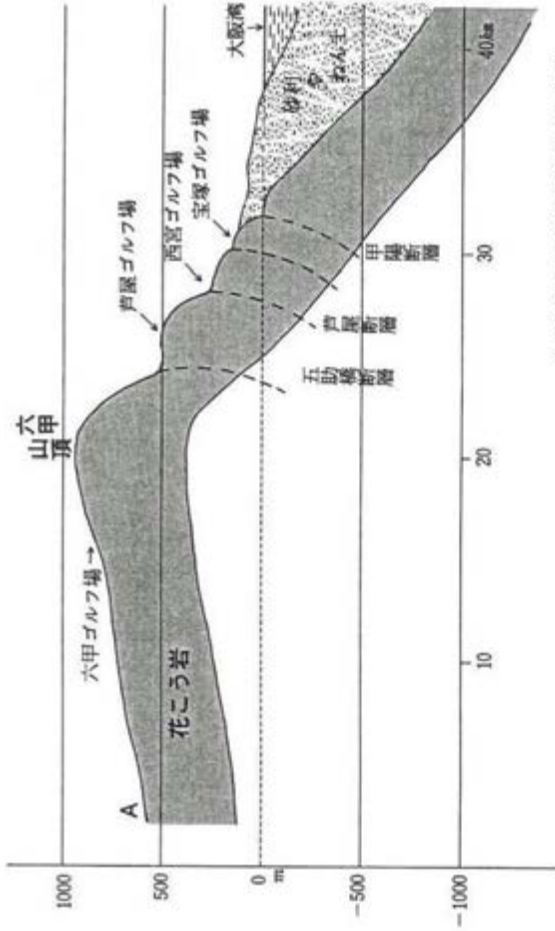 1000
500
0
m
-500
-1000
10
20
30
40km
A
六甲ゴルフ場→
六甲
山頂
芦屋ゴルフ場
西宮ゴルフ場
宝塚ゴルフ場
大阪湾
花こう岩
砂利
や
ねん土
五助橋断層
芦屋断層
甲陽断層